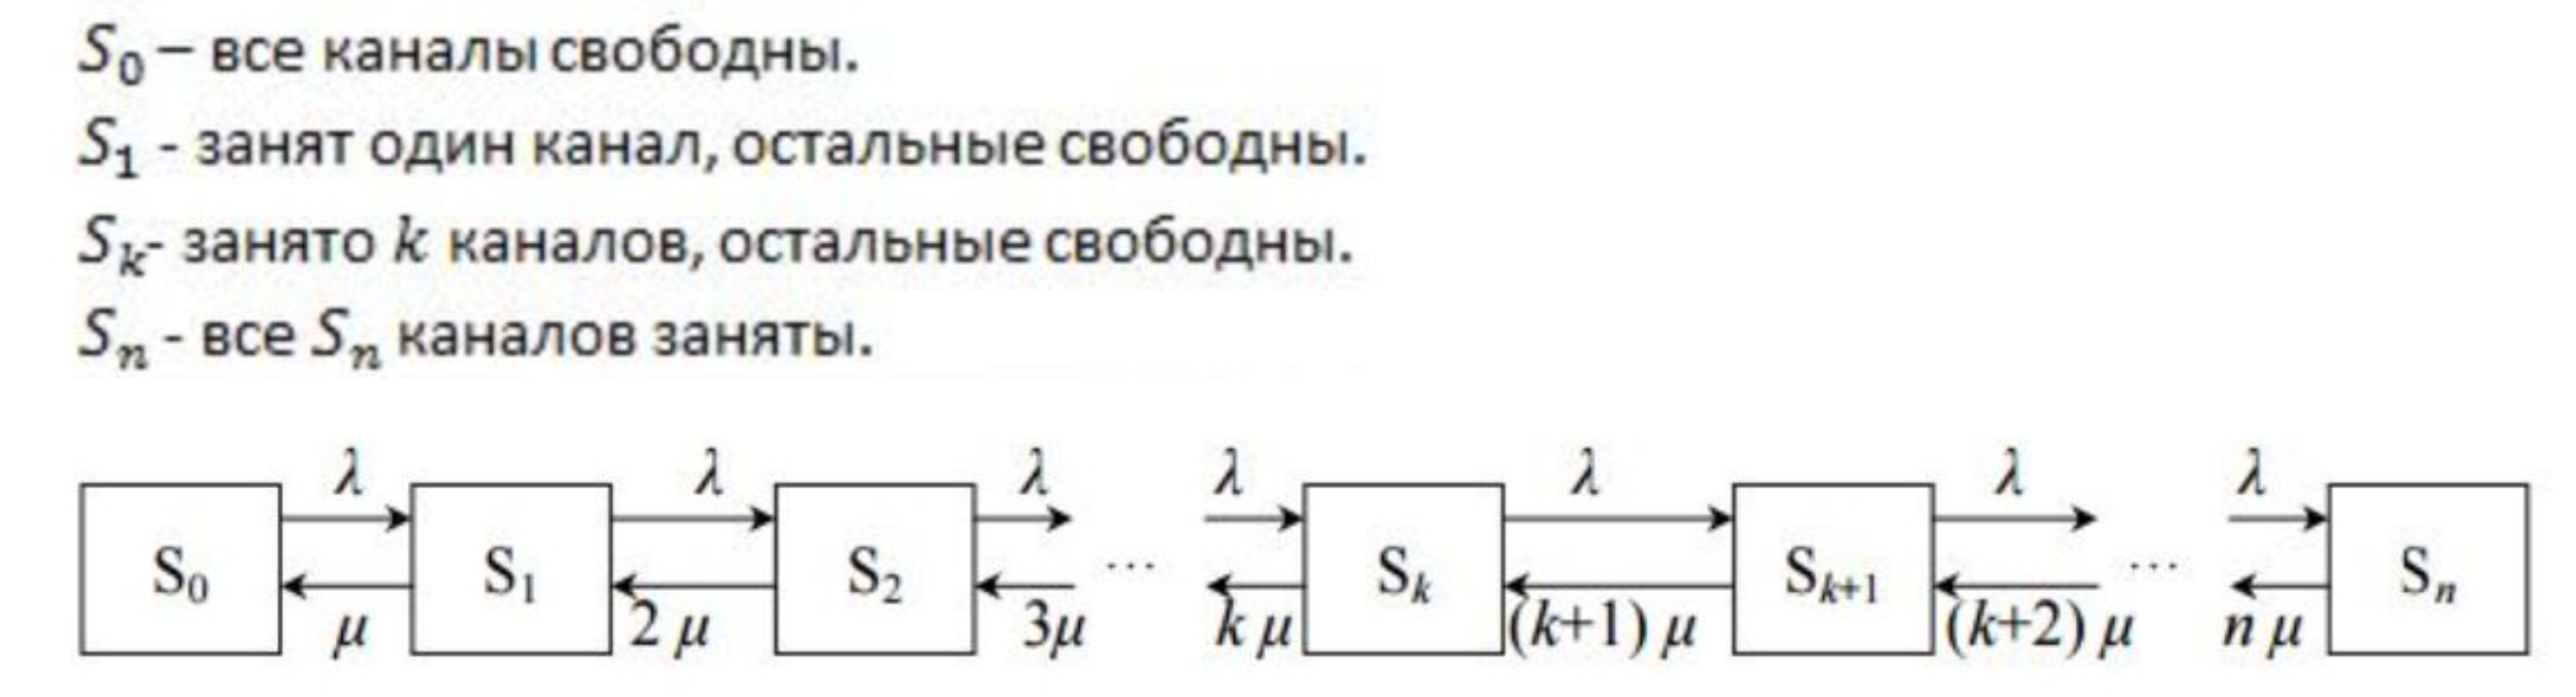 S₀ – все каналы свободны.
S₁ - занят один канал, остальные свободны.
Sₖ- занято k каналов, остальные свободны.
Sₙ - все Sₙ каналов заняты.
λ λ λ λ λ λ λ
S₀ S₁ S₂ ... Sₖ Sₖ₊₁ ... Sₙ
μ 2 μ 3μ k μ (k+1) μ (k+2) μ n μ